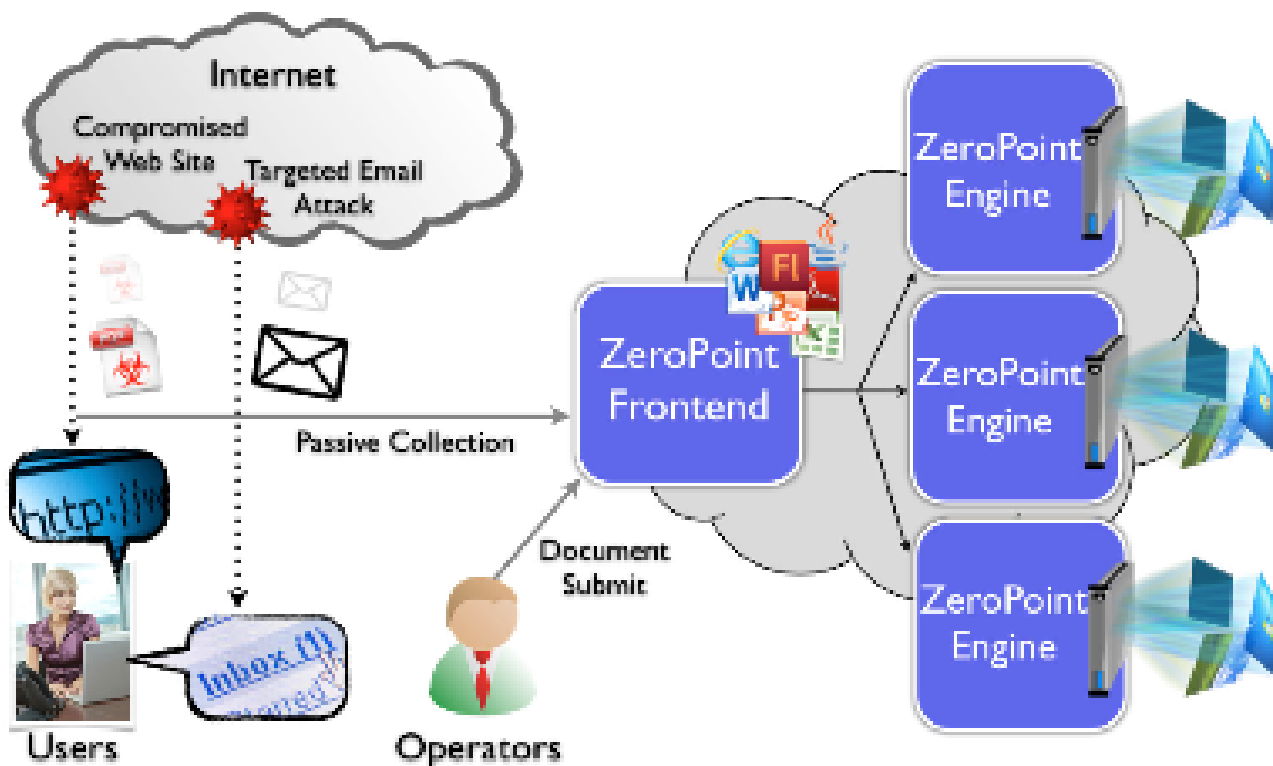 Internet
Compromised
Web Site
Targeted Email
Attack
Passive Collection
http://w
Inbox (1)
Users
Operators
Document
Submit
ZeroPoint
Frontend
W
Fl
ZeroPoint
Engine
ZeroPoint
Engine
ZeroPoint
Engine